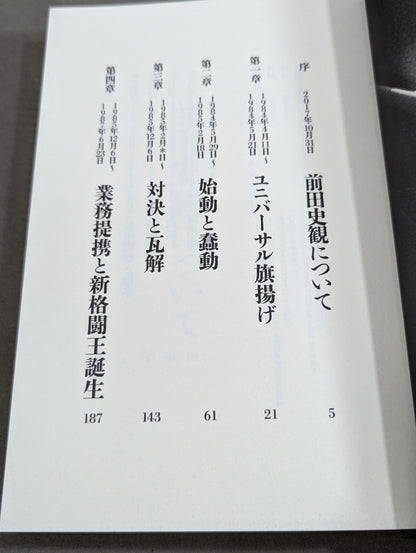 序
2017年10月31日
前田史観について
5
第一章
1984年4月11日～
1984年5月21日
ユニバーサル旗揚げ
21
第二章
1984年5月29日～
1985年2月18日
始動と蠢動
61
第三章
1985年2月＊日～
1985年12月6日
対決と瓦解
143
第四章
1985年12月6日～
1987年6月23日
業務提携と新格闘王誕生
187